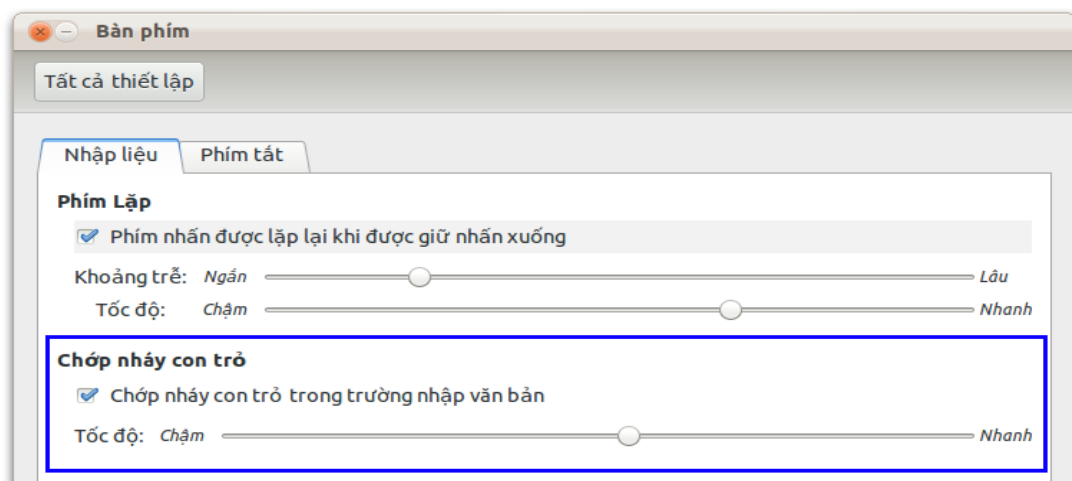 Bàn phím
Tất cả thiết lập
Nhập liệu Phím tắt
Phím Lặp
Phím nhấn được lặp lại khi được giữ nhấn xuống
Khoảng trễ: Ngắn Lâu
Tốc độ: Chậm Nhanh
Chớp nháy con trỏ
Chớp nháy con trỏ trong trường nhập văn bản
Tốc độ: Chậm Nhanh